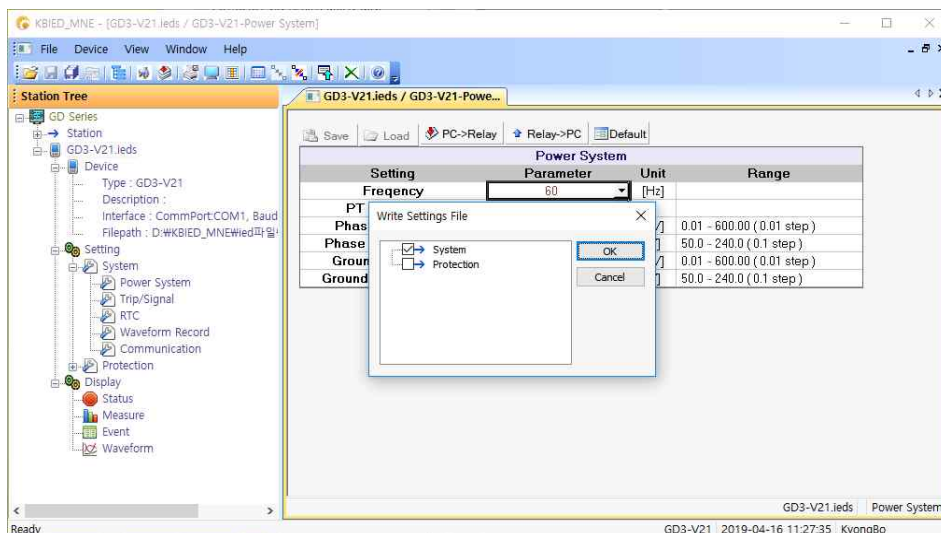 KBIED_MNE - [GD3-V21.ieds / GD3-V21-Power System]
File Device View Window Help
Station Tree
GD Series
Station
GD3-V21.ieds
Device
Type : GD3-V21
Description :
Interface : CommPort:COM1, Baud
Filepath : D:₩KBIED_MNE₩ied파일
Setting
System
Power System
Trip/Signal
RTC
Waveform Record
Communication
Protection
Display
Status
Measure
Event
Waveform
GD3-V21.ieds / GD3-V21-Powe...
Save Load PC->Relay Relay->PC Default
Power System
Setting Parameter Unit Range
Freqency 60 [Hz]
PT
Phas 0.01 - 600.00 ( 0.01 step )
Phase 50.0 - 240.0 ( 0.1 step )
Groun 0.01 - 600.00 ( 0.01 step )
Ground 50.0 - 240.0 ( 0.1 step )
Write Settings File
System
Protection
OK
Cancel
GD3-V21.ieds Power System
Ready GD3-V21 2019-04-16 11:27:35 KyongBo